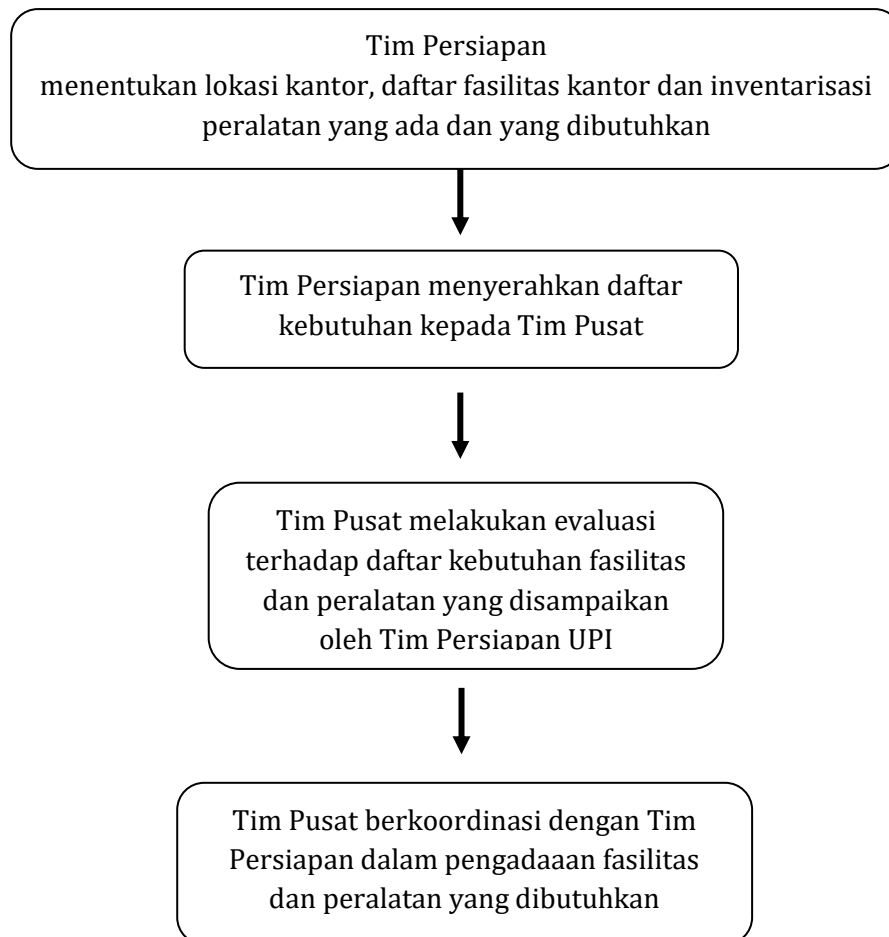 Tim Persiapan
menentukan lokasi kantor, daftar fasilitas kantor dan inventarisasi
peralatan yang ada dan yang dibutuhkan
Tim Persiapan menyerahkan daftar
kebutuhan kepada Tim Pusat
Tim Pusat melakukan evaluasi
terhadap daftar kebutuhan fasilitas
dan peralatan yang disampaikan
oleh Tim Persiapan UPI
Tim Pusat berkoordinasi dengan Tim
Persiapan dalam pengadaaan fasilitas
dan peralatan yang dibutuhkan